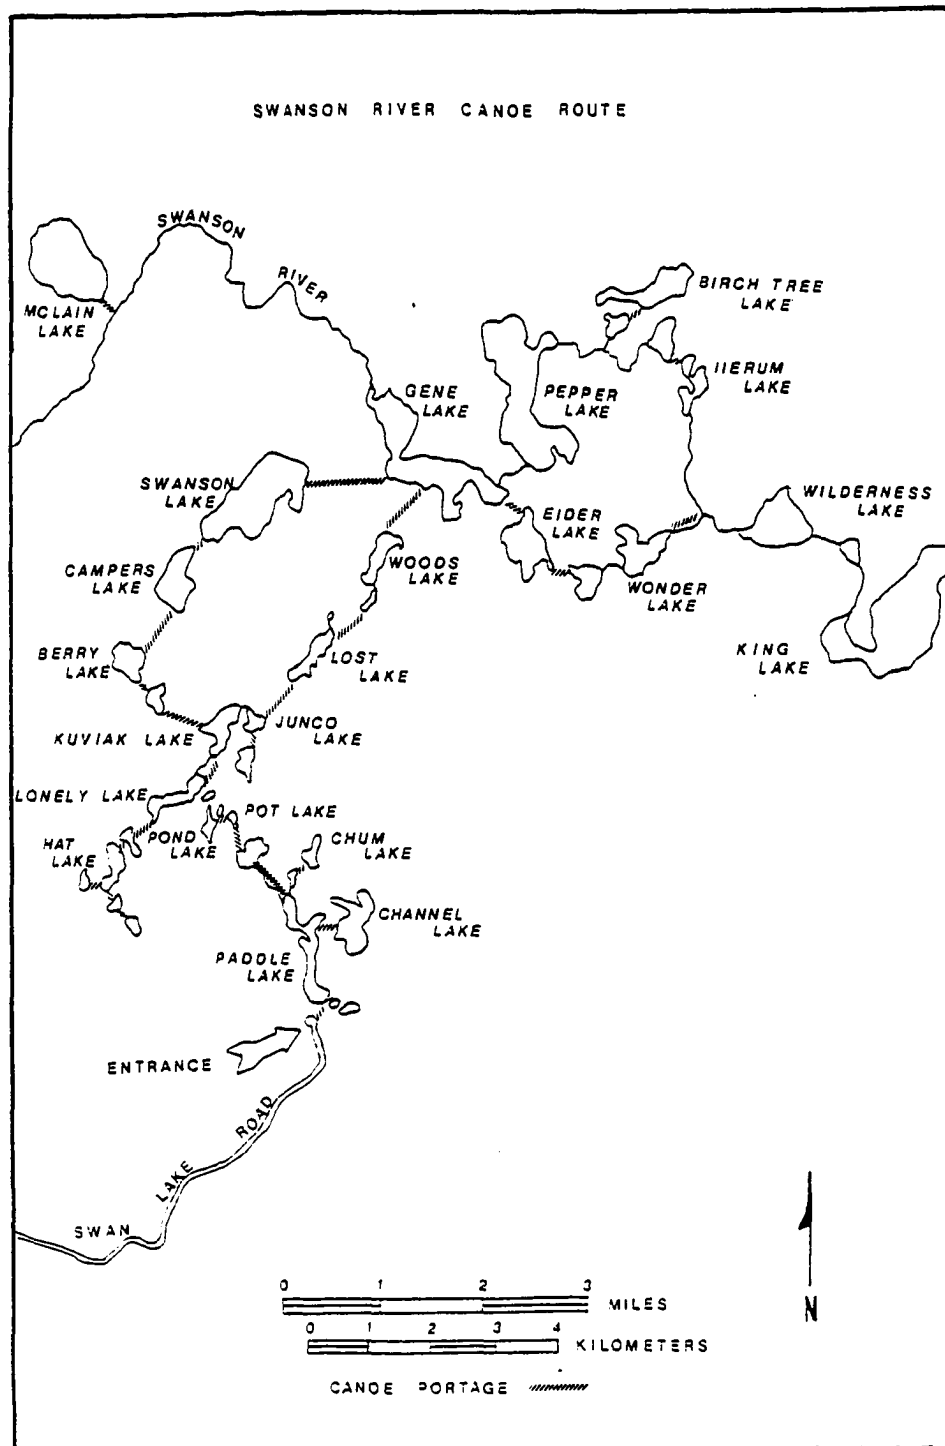 SWANSON RIVER CANOE ROUTE
SWANSON
RIVER
MCLAIN
LAKE
BIRCH TREE
LAKE
IIERUM
LAKE
GENE
LAKE
PEPPER
LAKE
SWANSON
LAKE
WILDERNESS
LAKE
EIDER
LAKE
CAMPERS
LAKE
WOODS
LAKE
WONDER
LAKE
BERRY
LAKE
LOST
LAKE
KING
LAKE
KUVIAK LAKE
JUNCO
LAKE
LONELY LAKE
POT LAKE
HAT
LAKE
POND
LAKE
CHUM
LAKE
CHANNEL
LAKE
PADDLE
LAKE
ENTRANCE
SWAN LAKE ROAD
0 1 2 3
MILES
0 1 2 3 4
KILOMETERS
CANOE PORTAGE
N